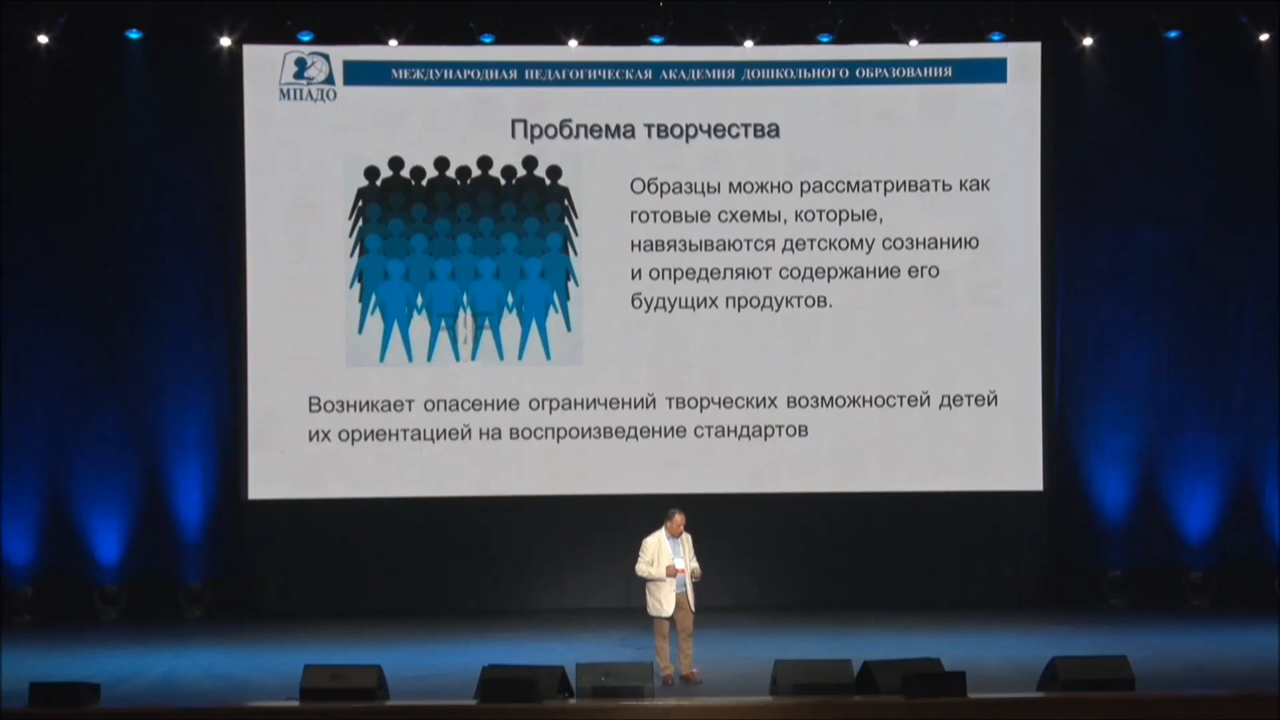 МЕЖДУНАРОДНАЯ ПЕДАГОГИЧЕСКАЯ АКАДЕМИЯ ДОШКОЛЬНОГО ОБРАЗОВАНИЯ
МПАДО
Проблема творчества
Образцы можно рассматривать как
готовые схемы, которые,
навязываются детскому сознанию
и определяют содержание его
будущих продуктов.
Возникает опасение ограничений творческих возможностей детей
их ориентацией на воспроизведение стандартов